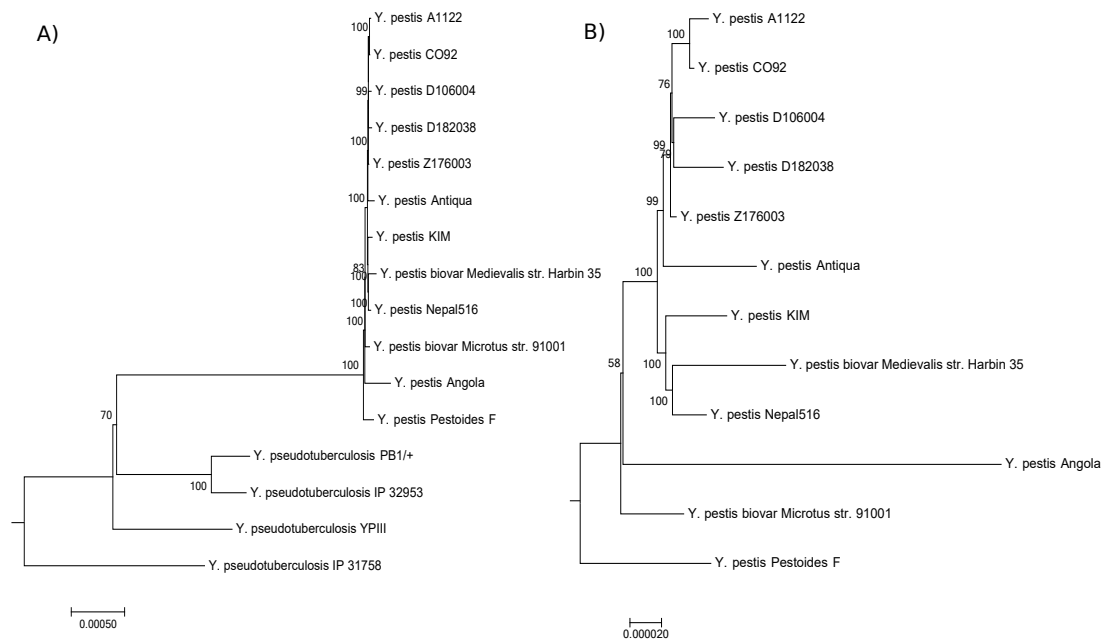 A)
100
Y. pestis A1122
Y. pestis CO92
99
Y. pestis D106004
Y. pestis D182038
100
Y. pestis Z176003
100
Y. pestis Antiqua
Y. pestis KIM
83
100
Y. pestis biovar Medievalis str. Harbin 35
100
Y. pestis Nepal516
100
Y. pestis biovar Microtus str. 91001
100
Y. pestis Angola
Y. pestis Pestoides F
70
Y. pseudotuberculosis PB1/+
100
Y. pseudotuberculosis IP 32953
Y. pseudotuberculosis YPIII
Y. pseudotuberculosis IP 31758
0.00050
B)
Y. pestis A1122
100
Y. pestis CO92
76
Y. pestis D106004
99
79
Y. pestis D182038
99
Y. pestis Z176003
Y. pestis Antiqua
100
Y. pestis KIM
58
100
Y. pestis biovar Medievalis str. Harbin 35
100
Y. pestis Nepal516
Y. pestis Angola
Y. pestis biovar Microtus str. 91001
Y. pestis Pestoides F
0.000020